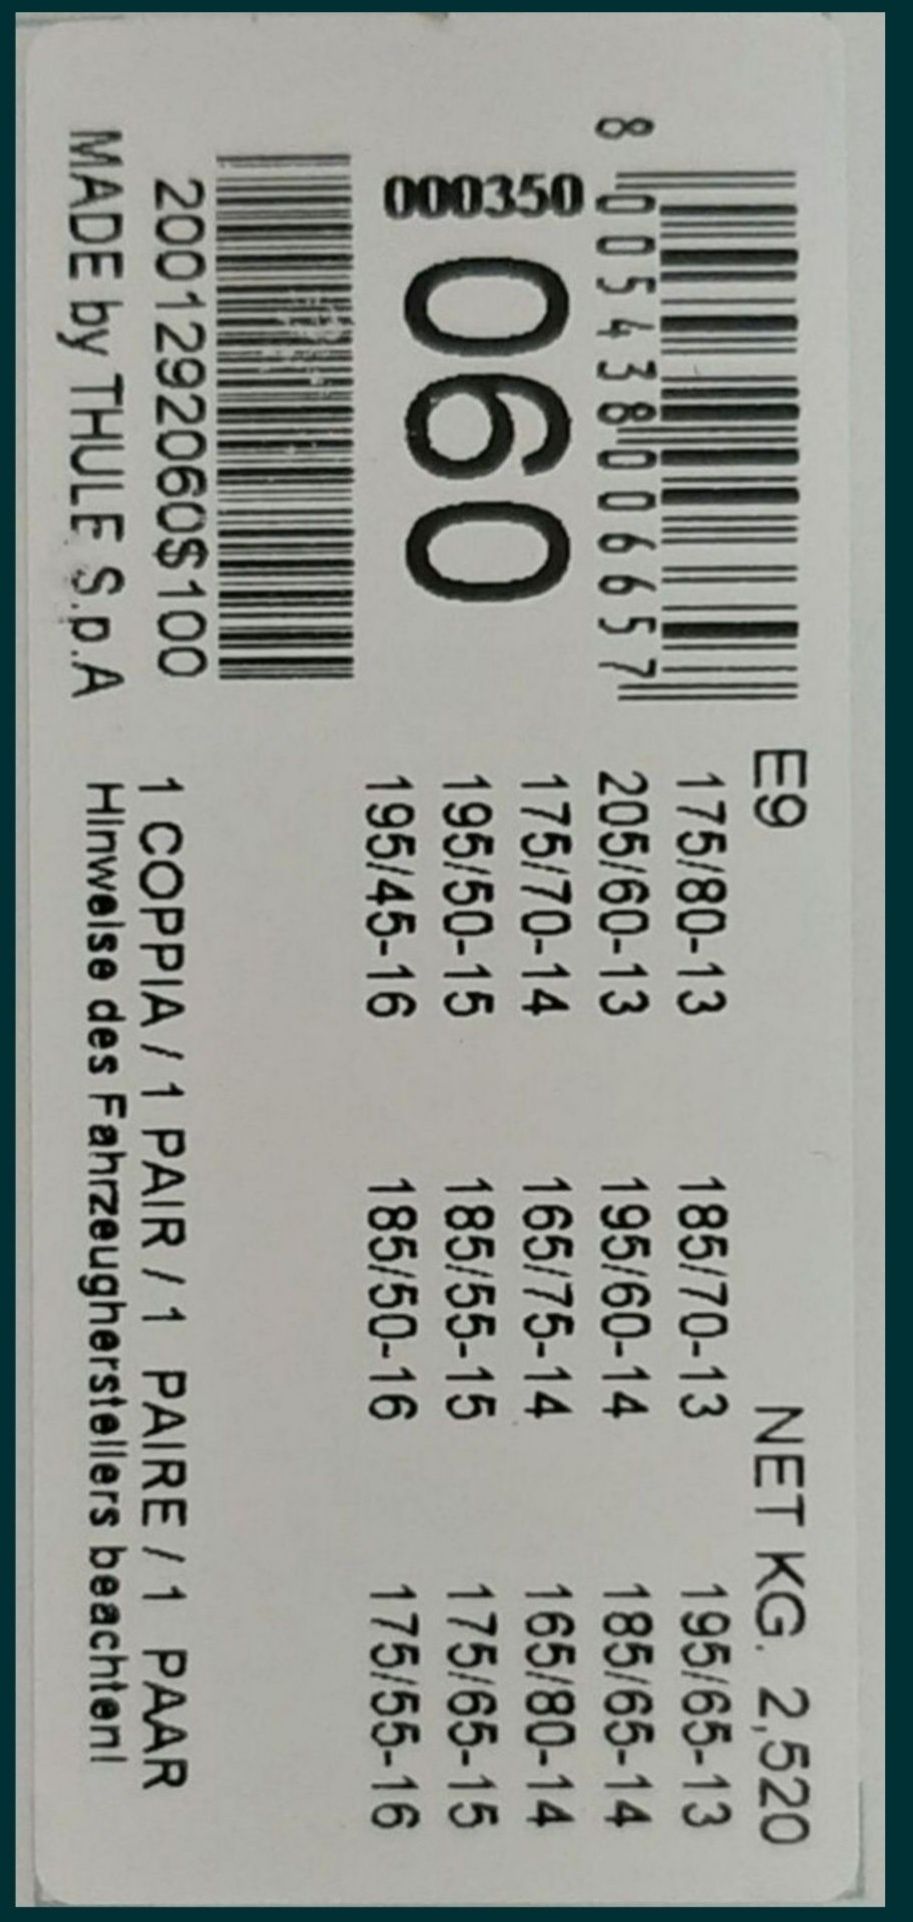 8 005438 006657
000350
060
2001292060$100
MADE by THULE S.p.A
E9 NET KG. 2,520
175/80-13 185/70-13 195/65-13
205/60-13 195/60-14 185/65-14
175/70-14 165/75-14 165/80-14
195/50-15 185/55-15 175/65-15
195/45-16 185/50-16 175/55-16
1 COPPIA / 1 PAIR / 1 PAIRE / 1 PAAR
Hinweise des Fahrzeugherstellers beachten!